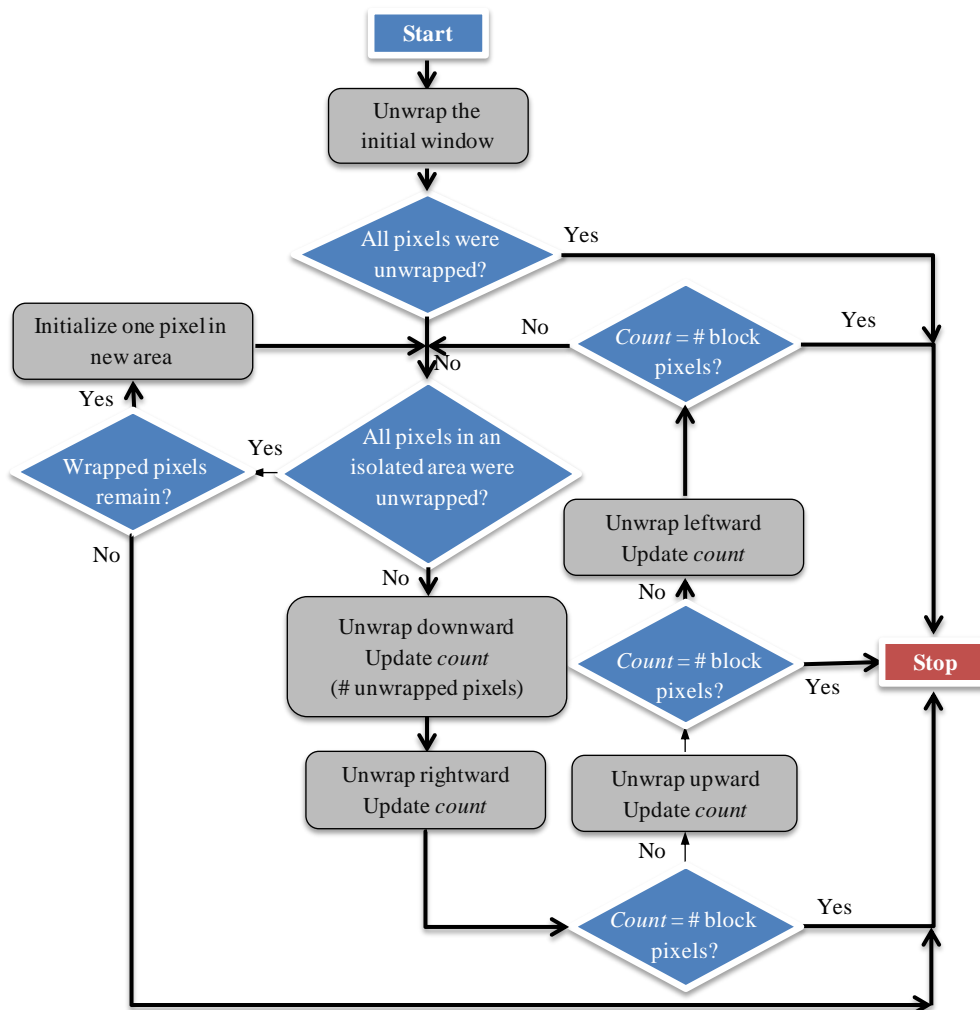 Start
Unwrap the
initial window
All pixels were
unwrapped?
Yes
No
Initialize one pixel in
new area
No
Count = # block
pixels?
Yes
Yes
Wrapped pixels
remain?
Yes
No
All pixels in an
isolated area were
unwrapped?
No
Unwrap leftward
Update count
No
Unwrap downward
Update count
(# unwrapped pixels)
Count = # block
pixels?
Yes
Stop
Unwrap rightward
Update count
Unwrap upward
Update count
No
Count = # block
pixels?
Yes